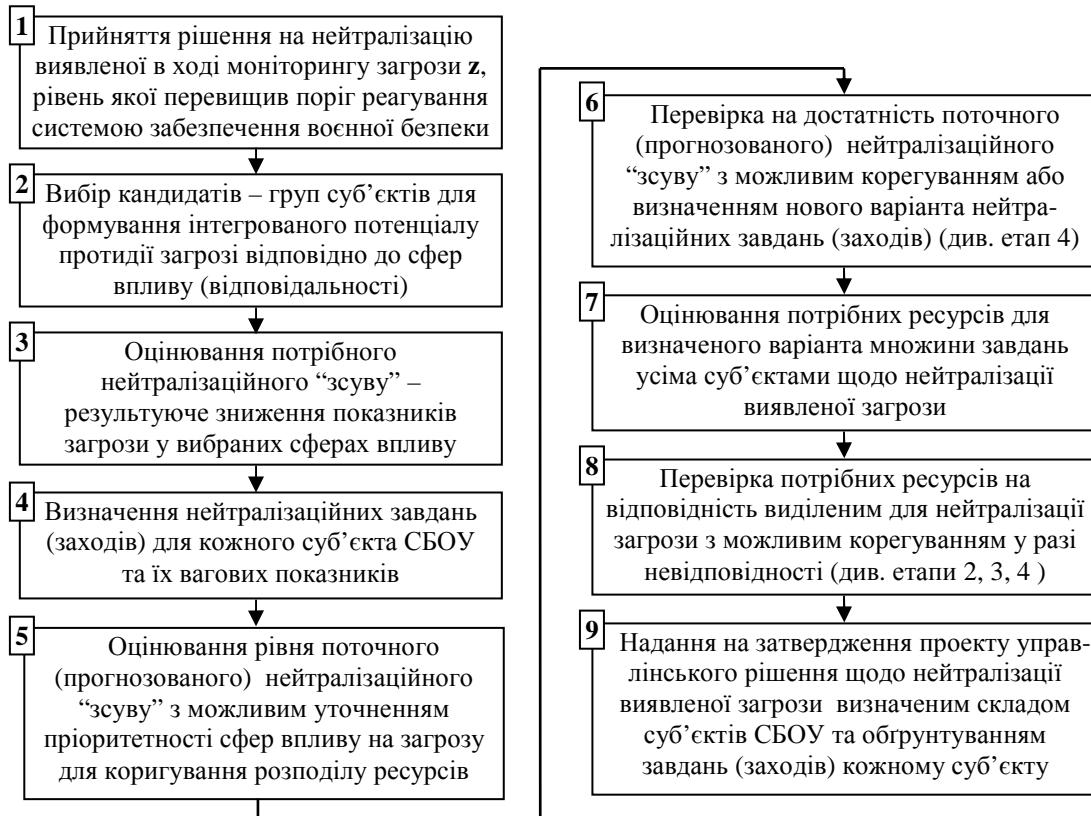 1
Прийняття рішення на нейтралізацію
виявленої в ході моніторингу загрози z,
рівень якої перевищив поріг реагування
системою забезпечення воєнної безпеки
2
Вибір кандидатів – груп суб’єктів для
формування інтегрованого потенціалу
протидії загрозі відповідно до сфер
впливу (відповідальності)
3
Оцінювання потрібного
нейтралізаційного “зсуву” –
результуюче зниження показників
загрози у вибраних сферах впливу
4
Визначення нейтралізаційних завдань
(заходів) для кожного суб’єкта СБОУ
та їх вагових показників
5
Оцінювання рівня поточного
(прогнозованого) нейтралізаційного
“зсуву” з можливим уточненням
пріоритетності сфер впливу на загрозу
для коригування розподілу ресурсів
6
Перевірка на достатність поточного
(прогнозованого) нейтралізаційного
“зсуву” з можливим корегуванням або
визначенням нового варіанта нейтра-
лізаційних завдань (заходів) (див. етап 4)
7
Оцінювання потрібних ресурсів для
визначеного варіанта множини завдань
усіма суб’єктами щодо нейтралізації
виявленої загрози
8
Перевірка потрібних ресурсів на
відповідність виділеним для нейтралізації
загрози з можливим корегуванням у разі
невідповідності (див. етапи 2, 3, 4 )
9
Надання на затвердження проекту управ-
лінського рішення щодо нейтралізації
виявленої загрози визначеним складом
суб’єктів СБОУ та обґрунтуванням
завдань (заходів) кожному суб’єкту